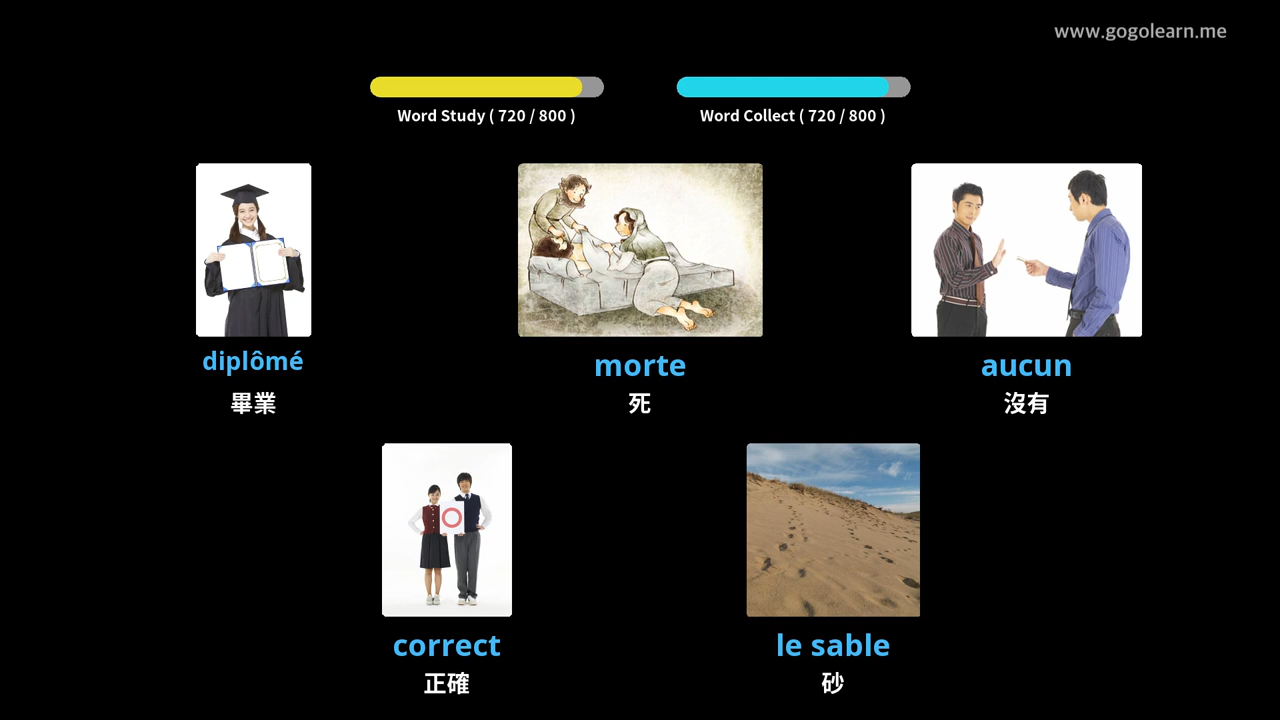 www.gogolearn.me
Word Study ( 720 / 800 )
Word Collect ( 720 / 800 )
diplômé
畢業
morte
死
aucun
沒有
correct
正確
le sable
砂